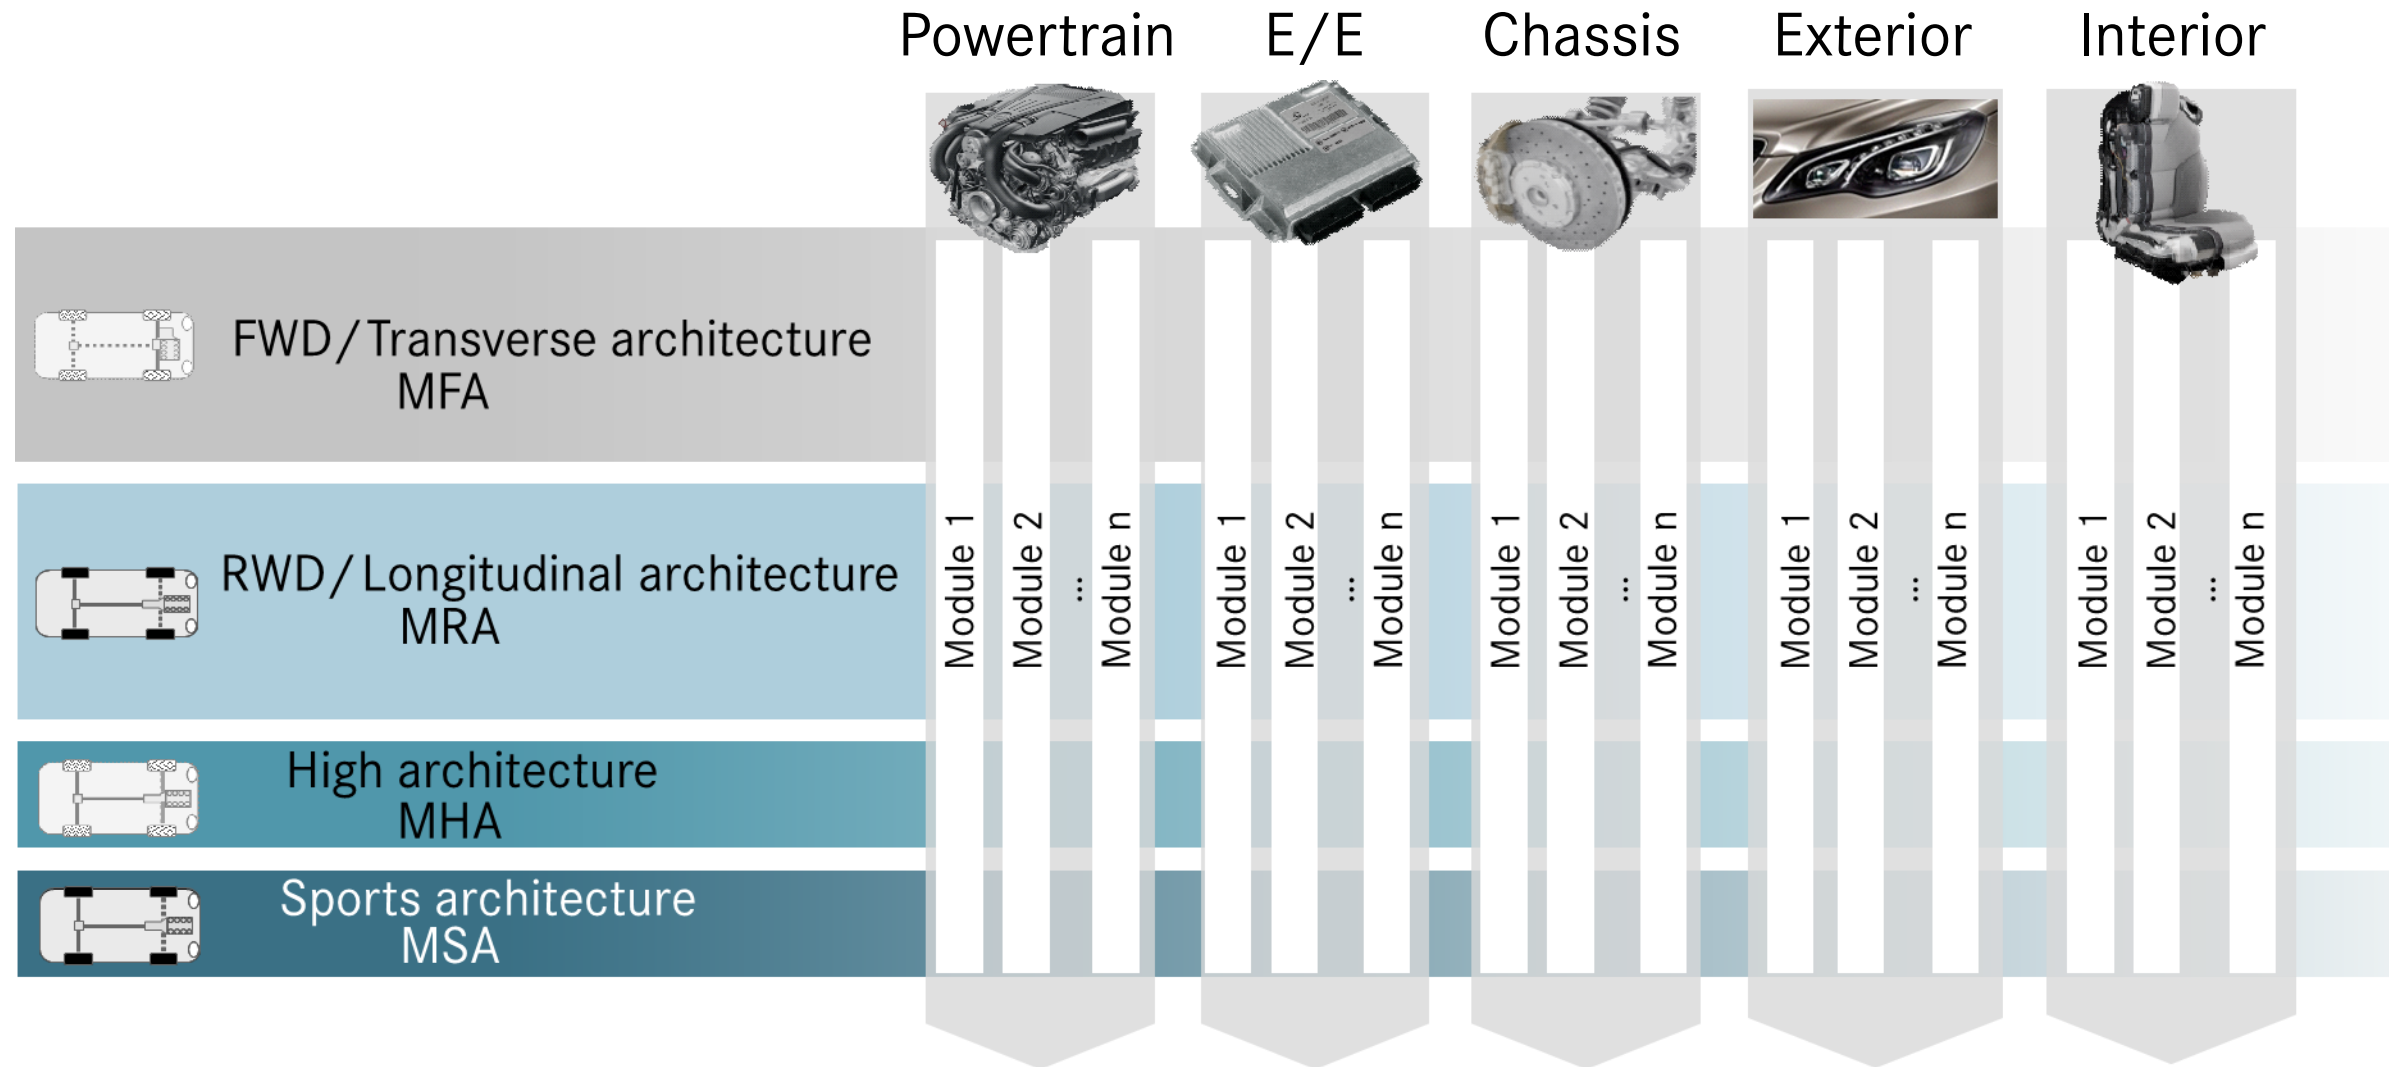 Powertrain
E/E
Chassis
Exterior
Interior
FWD/Transverse architecture
MFA
RWD/Longitudinal architecture
MRA
High architecture
MHA
Sports architecture
MSA
Module 1
Module 2
...
Module n
Module 1
Module 2
...
Module n
Module 1
Module 2
...
Module n
Module 1
Module 2
...
Module n
Module 1
Module 2
...
Module n